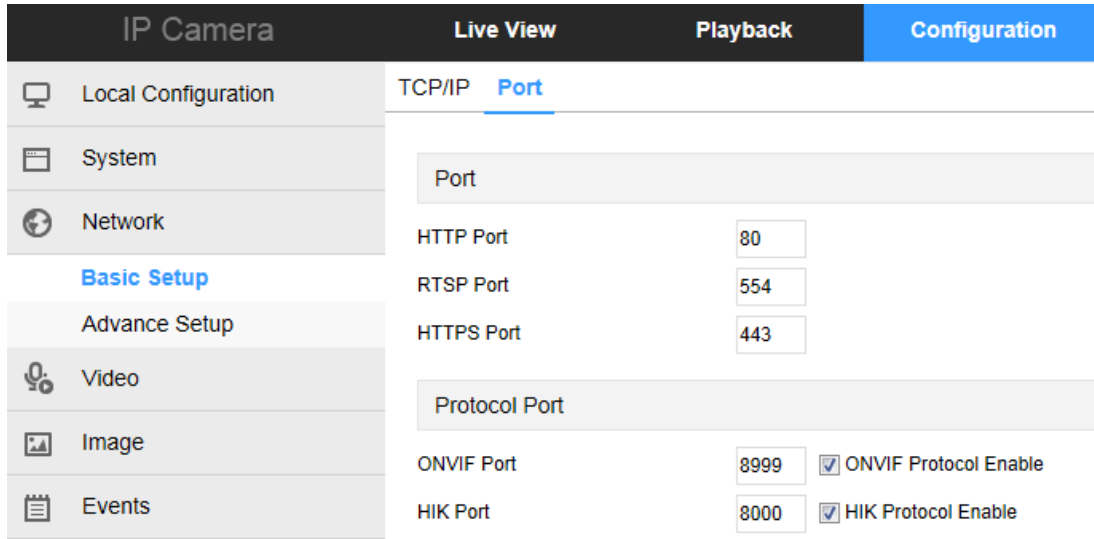 IP Camera Live View Playback Configuration
Local Configuration
System
Network
Basic Setup
Advance Setup
Video
Image
Events
TCP/IP Port
Port
HTTP Port 80
RTSP Port 554
HTTPS Port 443
Protocol Port
ONVIF Port 8999 ONVIF Protocol Enable
HIK Port 8000 HIK Protocol Enable